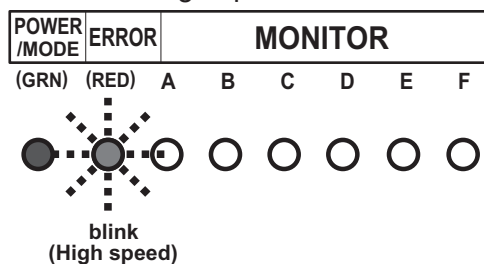 POWER
/MODE
ERROR
MONITOR
(GRN)
(RED)
A
B
C
D
E
F
blink
(High speed)